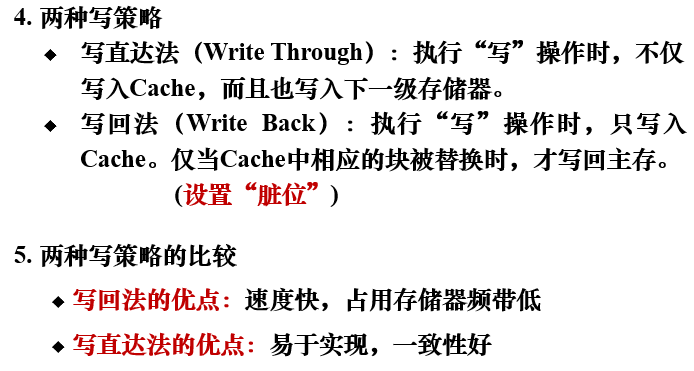 4. 两种写策略
◆ 写直达法（Write Through）：执行“写”操作时，不仅
写入Cache，而且也写入下一级存储器。
◆ 写回法（Write Back）：执行“写”操作时，只写入
Cache。仅当Cache中相应的块被替换时，才写回主存。
(设置“脏位”)
5. 两种写策略的比较
◆ 写回法的优点：速度快，占用存储器频带低
◆ 写直达法的优点：易于实现，一致性好